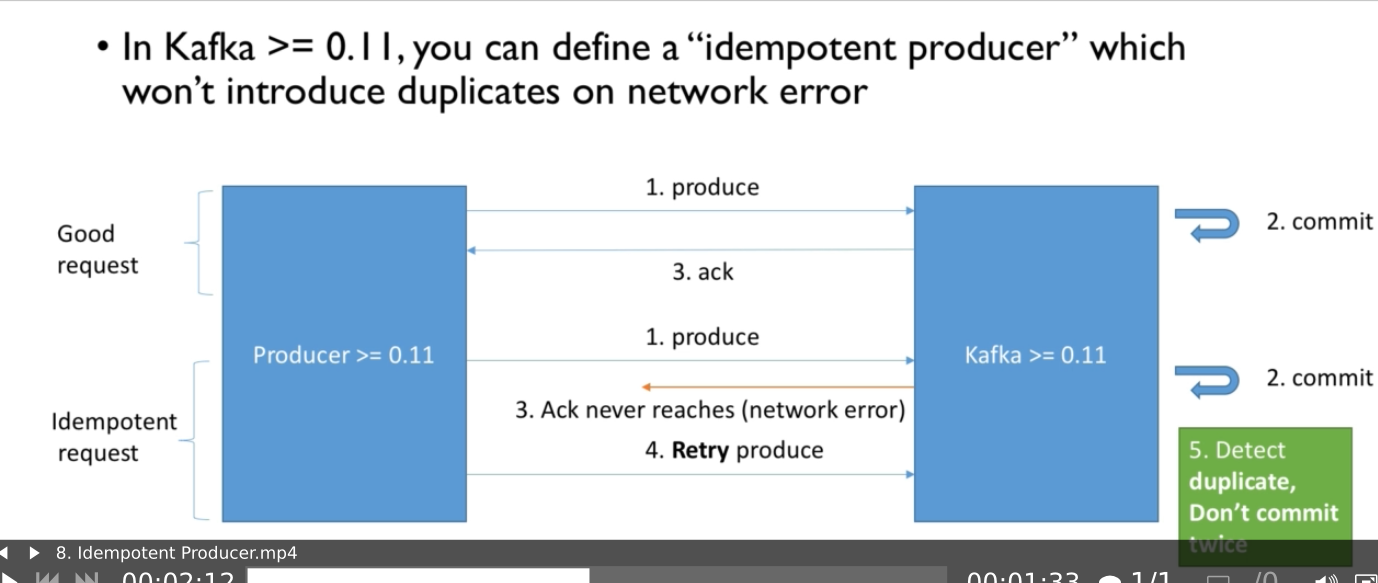 • In Kafka >= 0.11, you can define a “idempotent producer” which
won’t introduce duplicates on network error
Good
request
1. produce
2. commit
3. ack
Producer >= 0.11
Kafka >= 0.11
Idempotent
request
1. produce
2. commit
3. Ack never reaches (network error)
4. Retry produce
5. Detect
duplicate,
Don’t commit
twice
8. Idempotent Producer.mp4
00:02:12
00:01:33
1/1
/0